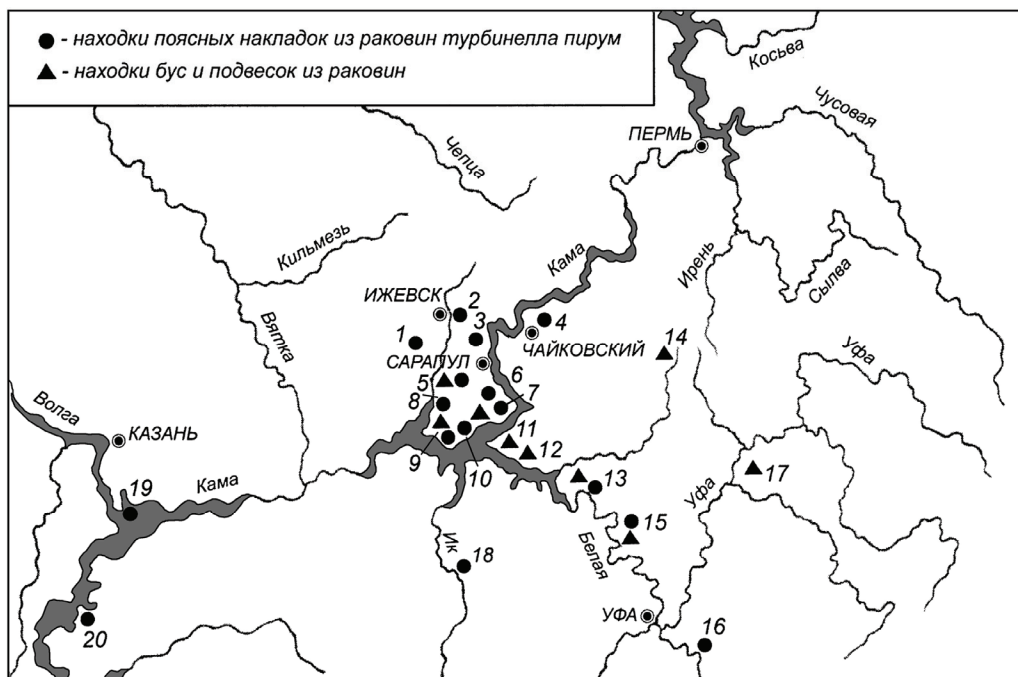 - находки поясных накладок из раковин турбинелла пирум
- находки бус и подвесок из раковин
Косьва
Чусовая
ПЕРМЬ
Чепца
Кильмезь
Кама
Ирень
Сылва
ИЖЕВСК
2
3
4
1
Вятка
ЧАЙКОВСКИЙ
14
САРАПУЛ
5
6
7
8
Уфа
Волга
КАЗАНЬ
9
10
11
12
13
17
19
Кама
Уфа
15
Ик
18
Белая
20
УФА
16